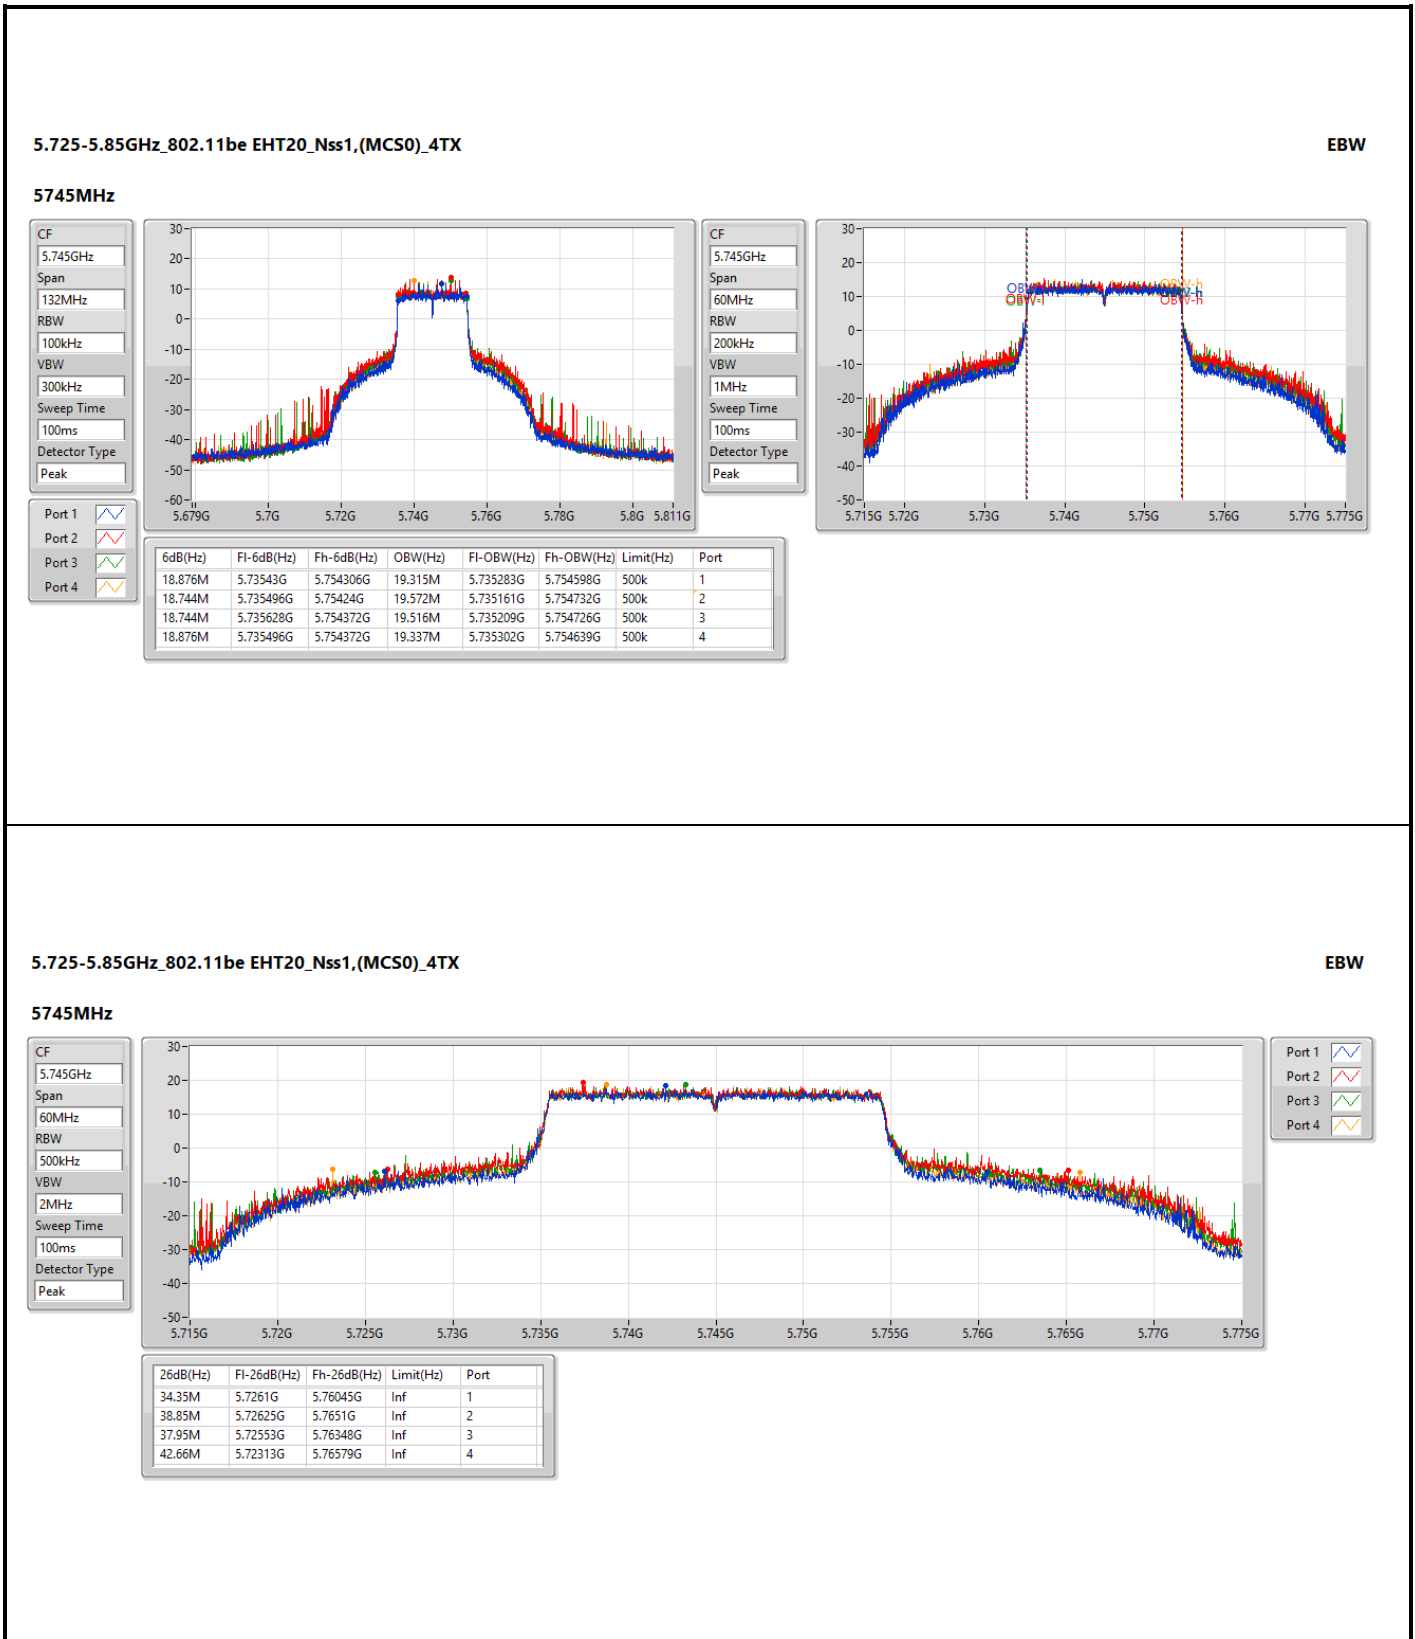 5.725-5.85GHz_802.11be EHT20_Nss1,(MCS0)_4TX EBW
5745MHz
CF
5.745GHz
Span
132MHz
RBW
100kHz
VBW
300kHz
Sweep Time
100ms
Detector Type
Peak
Port 1
Port 2
Port 3
Port 4
30
20
10
0
-10
-20
-30
-40
-50
-60
5.679G 5.7G 5.72G 5.74G 5.76G 5.78G 5.8G 5.811G
CF
5.745GHz
Span
60MHz
RBW
200kHz
VBW
1MHz
Sweep Time
100ms
Detector Type
Peak
30
20
10
0
-10
-20
-30
-40
-50
OBW-l OBW-h
5.715G 5.72G 5.73G 5.74G 5.75G 5.76G 5.77G 5.775G
6dB(Hz) Fl-6dB(Hz) Fh-6dB(Hz) OBW(Hz) Fl-OBW(Hz) Fh-OBW(Hz) Limit(Hz) Port
18.876M 5.73543G 5.754306G 19.315M 5.735283G 5.754598G 500k 1
18.744M 5.735496G 5.75424G 19.572M 5.735161G 5.754732G 500k 2
18.744M 5.735628G 5.754372G 19.516M 5.735209G 5.754726G 500k 3
18.876M 5.735496G 5.754372G 19.337M 5.735302G 5.754639G 500k 4
5.725-5.85GHz_802.11be EHT20_Nss1,(MCS0)_4TX EBW
5745MHz
CF
5.745GHz
Span
60MHz
RBW
500kHz
VBW
2MHz
Sweep Time
100ms
Detector Type
Peak
30
20
10
0
-10
-20
-30
-40
-50
5.715G 5.72G 5.725G 5.73G 5.735G 5.74G 5.745G 5.75G 5.755G 5.76G 5.765G 5.77G 5.775G
Port 1
Port 2
Port 3
Port 4
26dB(Hz) Fl-26dB(Hz) Fh-26dB(Hz) Limit(Hz) Port
34.35M 5.7261G 5.76045G Inf 1
38.85M 5.72625G 5.7651G Inf 2
37.95M 5.72553G 5.76348G Inf 3
42.66M 5.72313G 5.76579G Inf 4